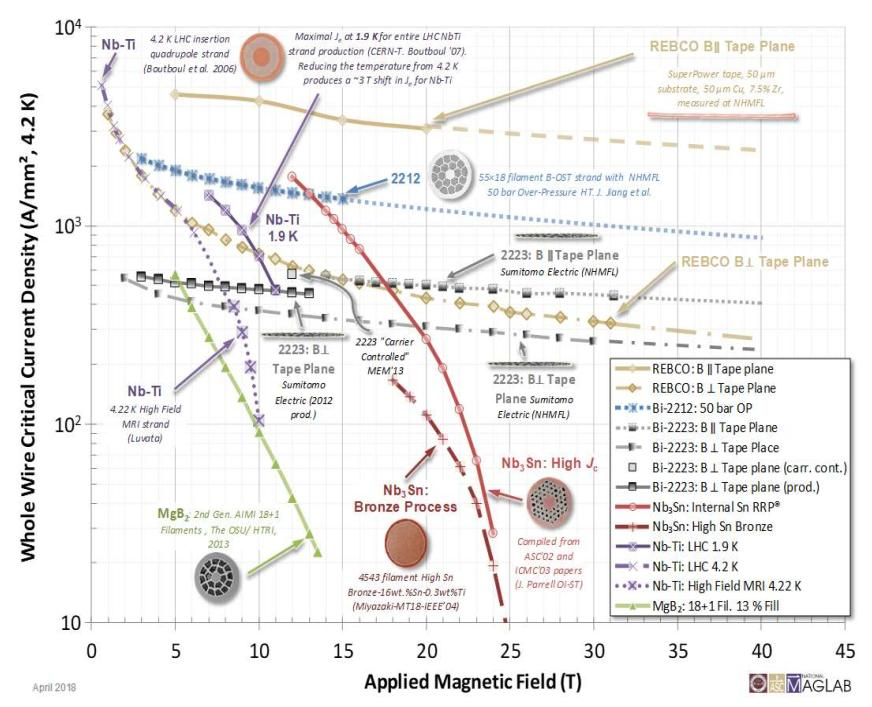 Whole Wire Critical Current Density (A/mm², 4.2 K)
10⁴
10³
10²
10
0
5
10
15
20
25
30
35
40
45
Applied Magnetic Field (T)
Nb-Ti
4.2 K LHC insertion
quadrupole strand
(Boutboul et al. 2006)
Maximal Jₑ at 1.9 K for entire LHC NbTi
strand production (CERN-T. Boutboul '07).
Reducing the temperature from 4.2 K
produces a ~3 T shift in Jₑ for Nb-Ti
REBCO B∥ Tape Plane
SuperPower tape, 50 µm
substrate, 50 µm Cu, 7.5% Zr,
measured at NHMFL
2212
55×18 filament B-OST strand with NHMFL
50 bar Over-Pressure HT. J. Jiang et al.
Nb-Ti
1.9 K
2223: B ∥ Tape Plane
Sumitomo Electric (NHMFL)
REBCO B⊥ Tape Plane
2223: B⊥
Tape Plane
Sumitomo
Electric (2012
prod.)
2223 "Carrier
Controlled"
MEM'13
2223: B⊥ Tape
Plane Sumitomo
Electric (NHMFL)
Nb-Ti
4.22 K High Field
MRI strand
(Luvata)
MgB₂: 2nd Gen. AIMI 18+1
Filaments , The OSU/ HTRI,
2013
Nb₃Sn:
Bronze Process
4543 filament High Sn
Bronze-16wt.%Sn-0.3wt%Ti
(Miyazaki-MT18-IEEE'04)
Nb₃Sn: High Jc
Compiled from
ASC'02 and
ICMC'03 papers
(J. Parrell OI-ST)
REBCO: B ∥ Tape plane
REBCO: B ⊥ Tape Plane
Bi-2212: 50 bar OP
Bi-2223: B ∥ Tape Plane
Bi-2223: B ⊥ Tape Place
Bi-2223: B ⊥ Tape plane (carr. cont.)
Bi-2223: B ⊥ Tape plane (prod.)
Nb₃Sn: Internal Sn RRP®
Nb₃Sn: High Sn Bronze
Nb-Ti: LHC 1.9 K
Nb-Ti: LHC 4.2 K
Nb-Ti: High Field MRI 4.22 K
MgB₂: 18+1 Fil. 13 % Fill
April 2018
ASC
NATIONAL
MAGLAB